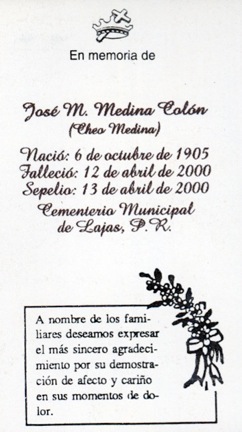 En memoria de
José M. Medina Colón
(Cheo Medina)
Nació: 6 de octubre de 1905
Falleció: 12 de abril de 2000
Sepelio: 13 de abril de 2000
Cementerio Municipal
de Lajas, P.R.
A nombre de los fami-
liares deseamos expresar
el más sincero agradeci-
miento por su demostra-
ción de afecto y cariño
en sus momentos de do-
lor.